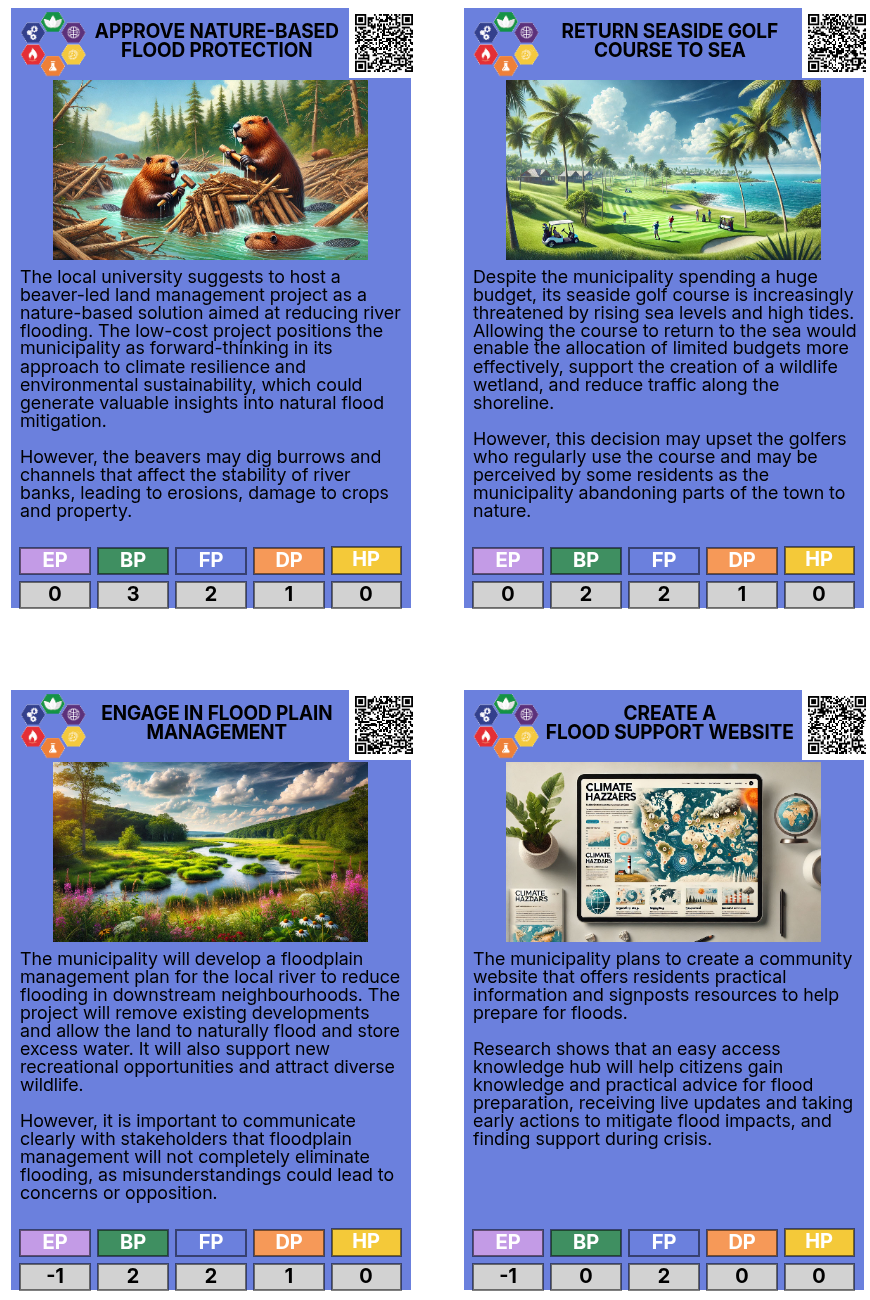 APPROVE NATURE-BASED
FLOOD PROTECTION
The local university suggests to host a
beaver-led land management project as a
nature-based solution aimed at reducing river
flooding. The low-cost project positions the
municipality as forward-thinking in its
approach to climate resilience and
environmental sustainability, which could
generate valuable insights into natural flood
mitigation.
However, the beavers may dig burrows and
channels that affect the stability of river
banks, leading to erosions, damage to crops
and property.
EP BP FP DP HP
0 3 2 1 0
RETURN SEASIDE GOLF
COURSE TO SEA
Despite the municipality spending a huge
budget, its seaside golf course is increasingly
threatened by rising sea levels and high tides.
Allowing the course to return to the sea would
enable the allocation of limited budgets more
effectively, support the creation of a wildlife
wetland, and reduce traffic along the
shoreline.
However, this decision may upset the golfers
who regularly use the course and may be
perceived by some residents as the
municipality abandoning parts of the town to
nature.
EP BP FP DP HP
0 2 2 1 0
ENGAGE IN FLOOD PLAIN
MANAGEMENT
The municipality will develop a floodplain
management plan for the local river to reduce
flooding in downstream neighbourhoods. The
project will remove existing developments
and allow the land to naturally flood and store
excess water. It will also support new
recreational opportunities and attract diverse
wildlife.
However, it is important to communicate
clearly with stakeholders that floodplain
management will not completely eliminate
flooding, as misunderstandings could lead to
concerns or opposition.
EP BP FP DP HP
-1 2 2 1 0
CREATE A
FLOOD SUPPORT WEBSITE
CLIMATE
HAZZAERS
CLIMATE
HAZDARS
CLIMATE
HAZDARS
The municipality plans to create a community
website that offers residents practical
information and signposts resources to help
prepare for floods.
Research shows that an easy access
knowledge hub will help citizens gain
knowledge and practical advice for flood
preparation, receiving live updates and taking
early actions to mitigate flood impacts, and
finding support during crisis.
EP BP FP DP HP
-1 0 2 0 0